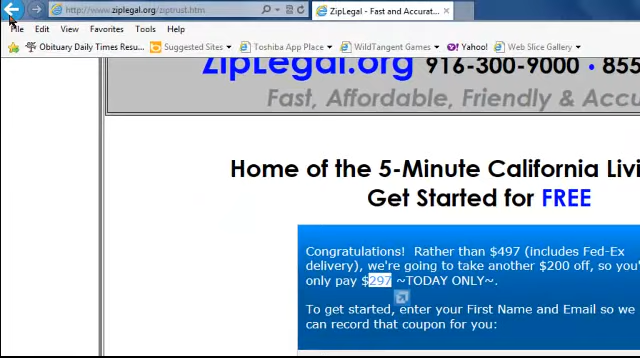 http://www.ziplegal.org/ziptrust.htm
ZipLegal - Fast and Accurat...
File Edit View Favorites Tools Help
Obituary Daily Times Resu... Suggested Sites Toshiba App Place WildTangent Games Yahoo! Web Slice Gallery
ZipLegal.org 916-300-9000 • 855
Fast, Affordable, Friendly & Accu
Home of the 5-Minute California Livi
Get Started for FREE
Congratulations! Rather than $497 (includes Fed-Ex
delivery), we're going to take another $200 off, so you'
only pay $297 ~TODAY ONLY~.
To get started, enter your First Name and Email so we
can record that coupon for you: